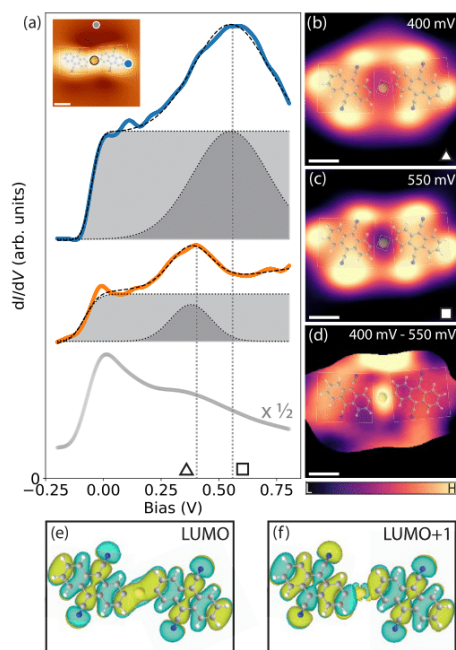 (a)
dI/dV (arb. units)
x ½
0
-0.25 0.00 0.25 0.50 0.75
Bias (V)
(b)
400 mV
(c)
550 mV
(d)
400 mV - 550 mV
L H
(e) LUMO
(f) LUMO+1